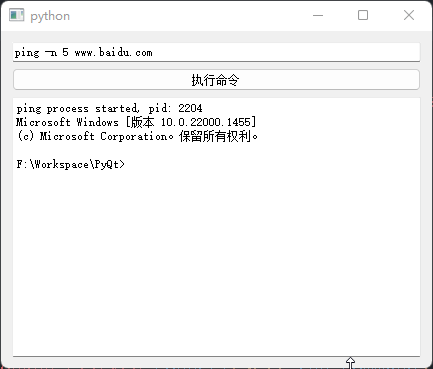 python
ping -n 5 www.baidu.com
执行命令
ping process started, pid: 2204
Microsoft Windows [版本 10.0.22000.1455]
(c) Microsoft Corporation。保留所有权利。
F:\Workspace\PyQt>